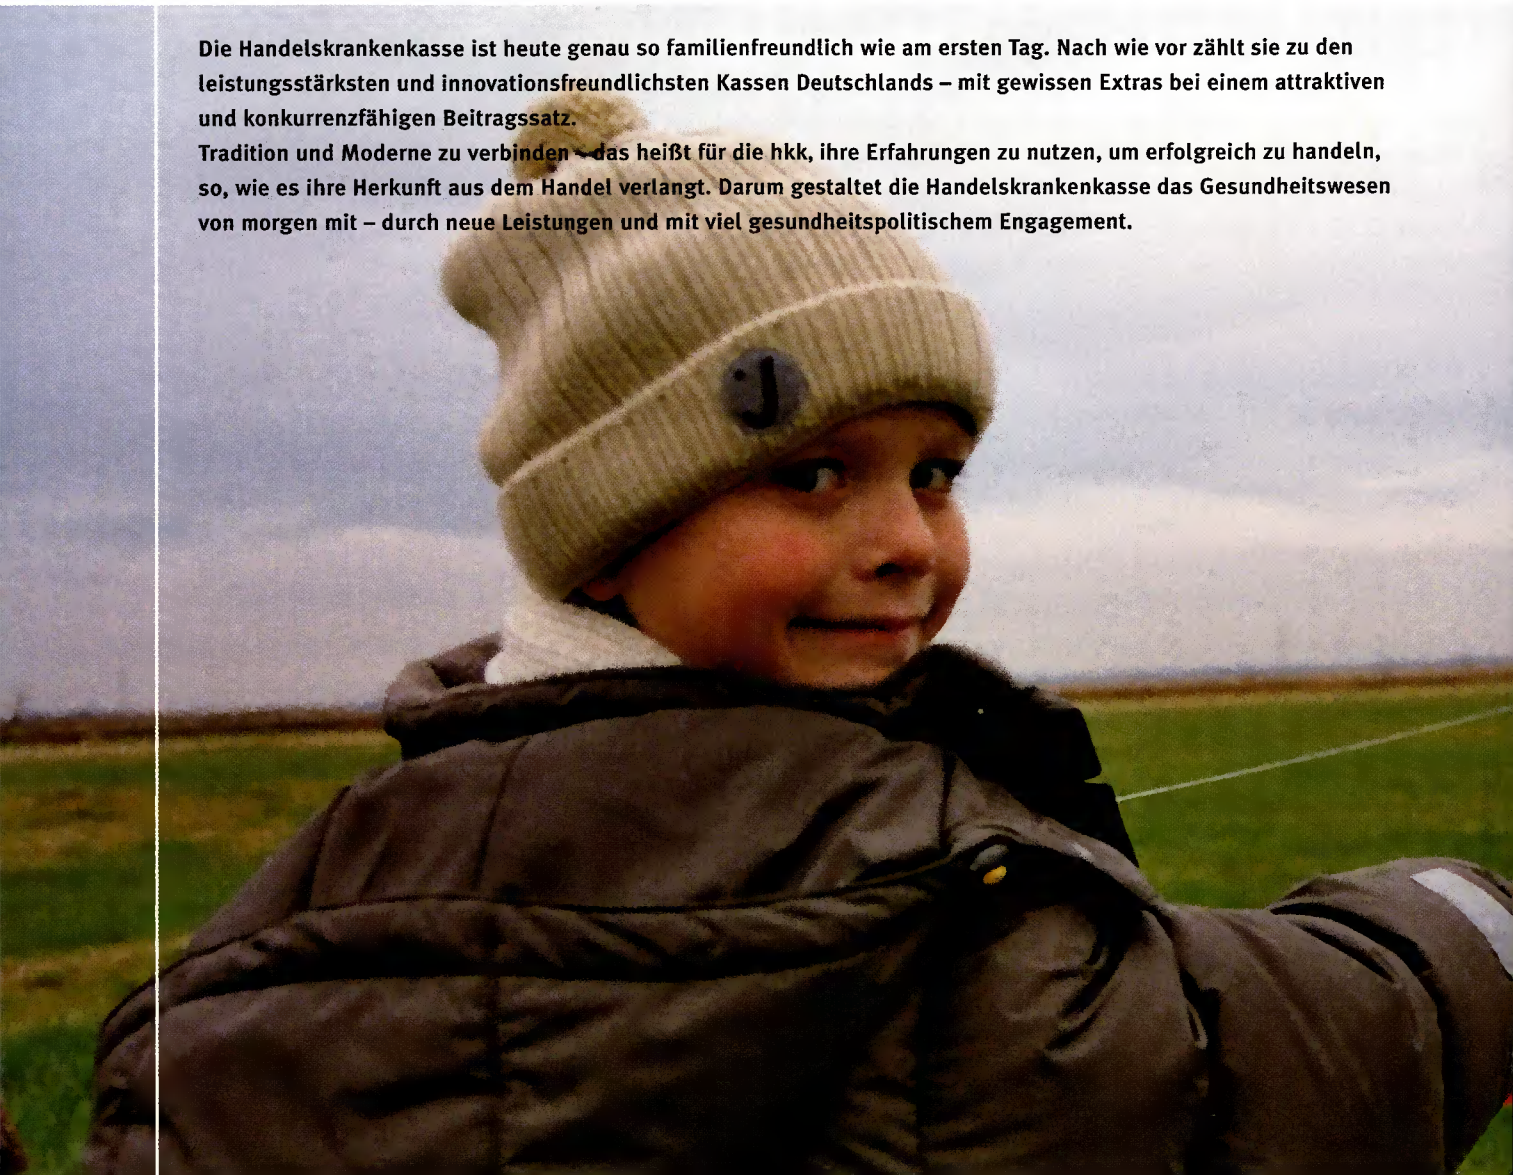 Die Handelskrankenkasse ist heute genau so familienfreundlich wie am ersten Tag. Nach wie vor zählt sie zu den
leistungsstärksten und innovationsfreundlichsten Kassen Deutschlands – mit gewissen Extras bei einem attraktiven
und konkurrenzfähigen Beitragssatz.
Tradition und Moderne zu verbinden – das heißt für die hkk, ihre Erfahrungen zu nutzen, um erfolgreich zu handeln,
so, wie es ihre Herkunft aus dem Handel verlangt. Darum gestaltet die Handelskrankenkasse das Gesundheitswesen
von morgen mit – durch neue Leistungen und mit viel gesundheitspolitischem Engagement.
J